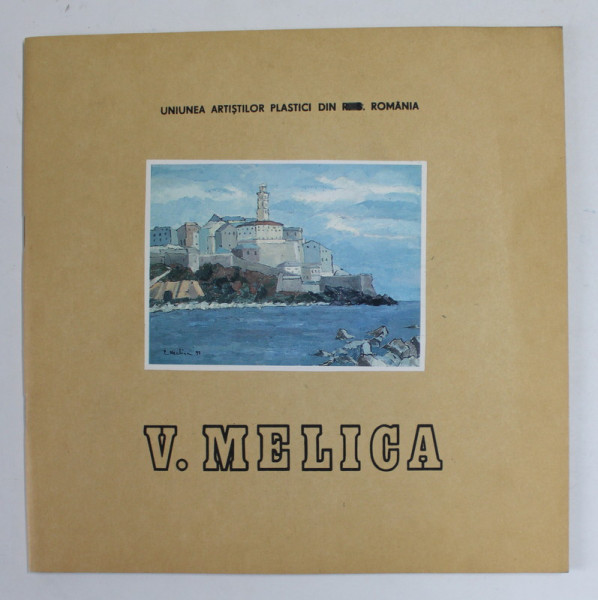 UNIUNEA ARTIȘTILOR PLASTICI DIN ROMÂNIA
V. MELICA